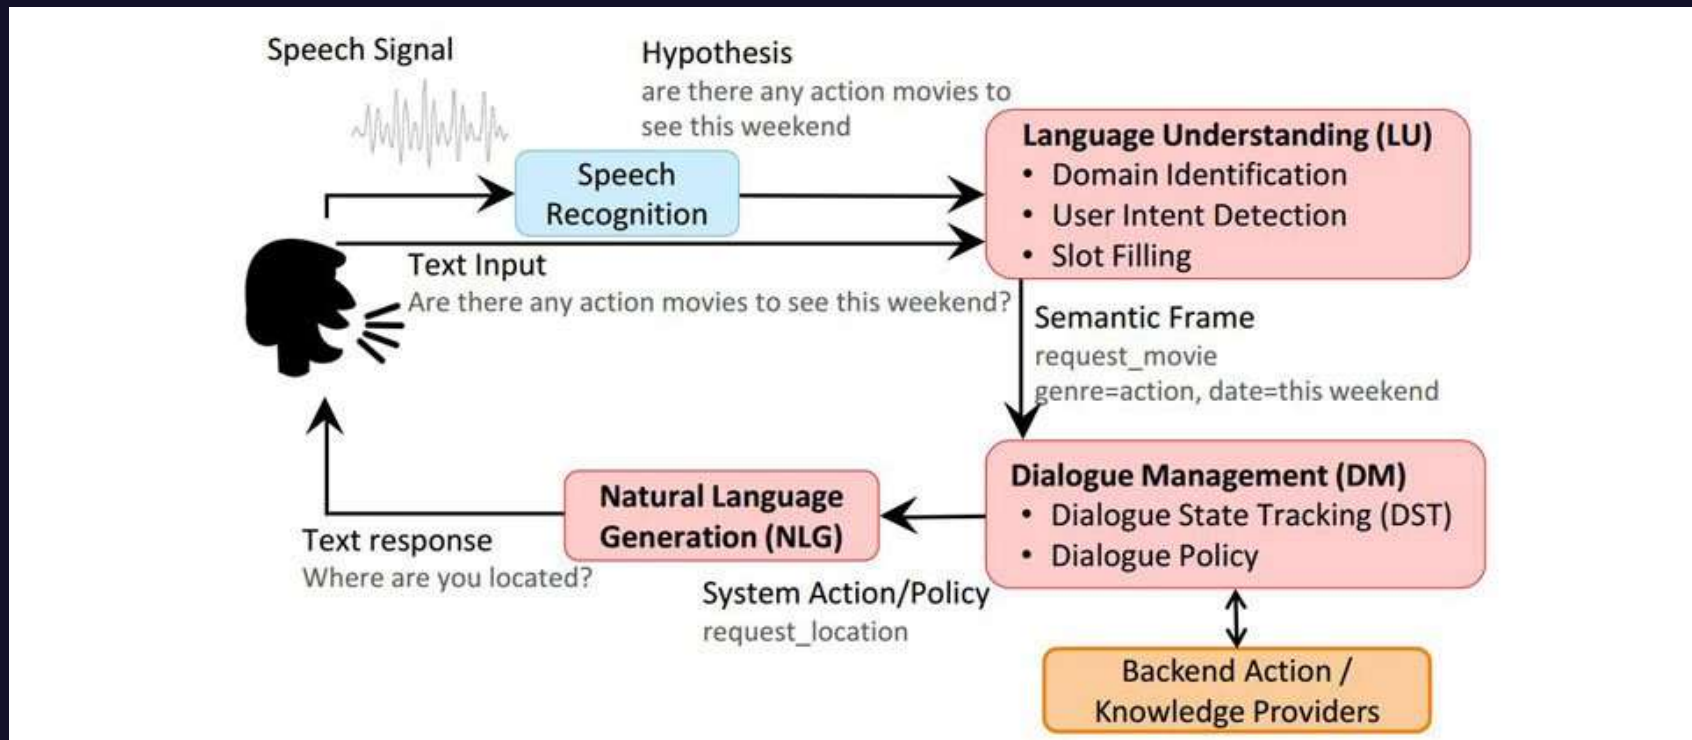 Speech Signal
Hypothesis
are there any action movies to
see this weekend
Speech
Recognition
Text Input
Are there any action movies to see this weekend?
Language Understanding (LU)
• Domain Identification
• User Intent Detection
• Slot Filling
Semantic Frame
request_movie
genre=action, date=this weekend
Dialogue Management (DM)
• Dialogue State Tracking (DST)
• Dialogue Policy
Backend Action /
Knowledge Providers
System Action/Policy
request_location
Natural Language
Generation (NLG)
Text response
Where are you located?